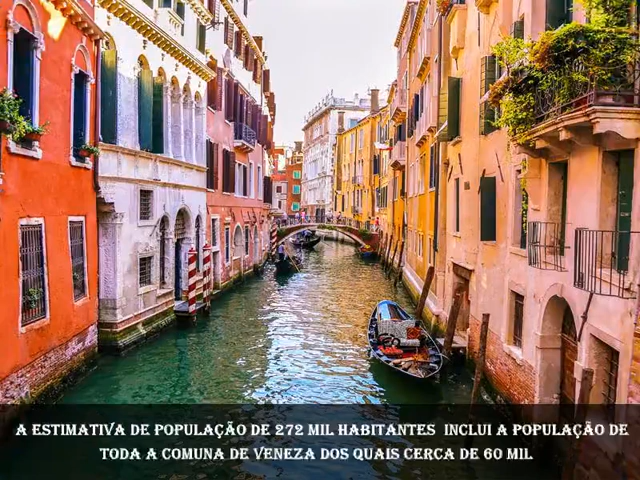 A ESTIMATIVA DE POPULAÇÃO DE 272 MIL HABITANTES INCLUI A POPULAÇÃO DE
TODA A COMUNA DE VENEZA DOS QUAIS CERCA DE 60 MIL